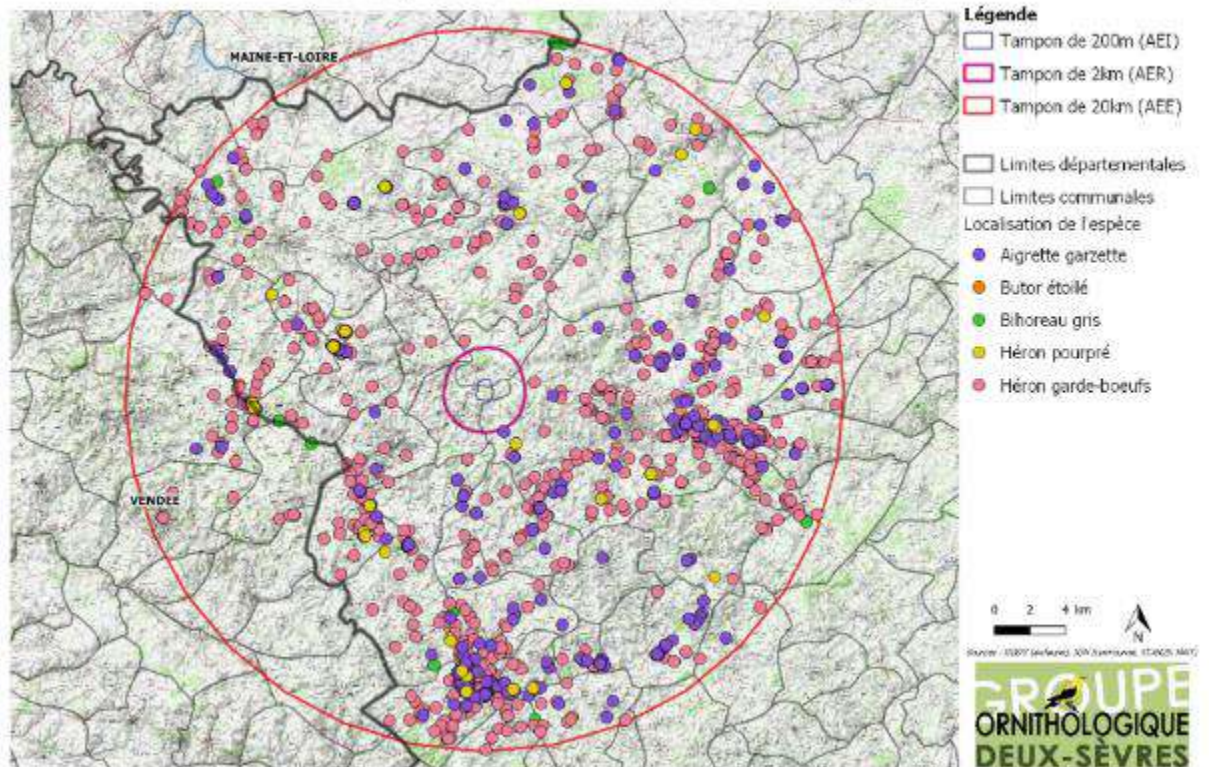 MAINE-ET-LOIRE
VENDÉE
Légende
Tampon de 200m (AEI)
Tampon de 2km (AER)
Tampon de 20km (AEE)
Limites départementales
Limites communales
Localisation de l'espèce
Aigrette garzette
Butor étoilé
Bihoreau gris
Héron pourpré
Héron garde-boeufs
0 2 4 km
N
GROUPE
ORNITHOLOGIQUE
DEUX-SÈVRES